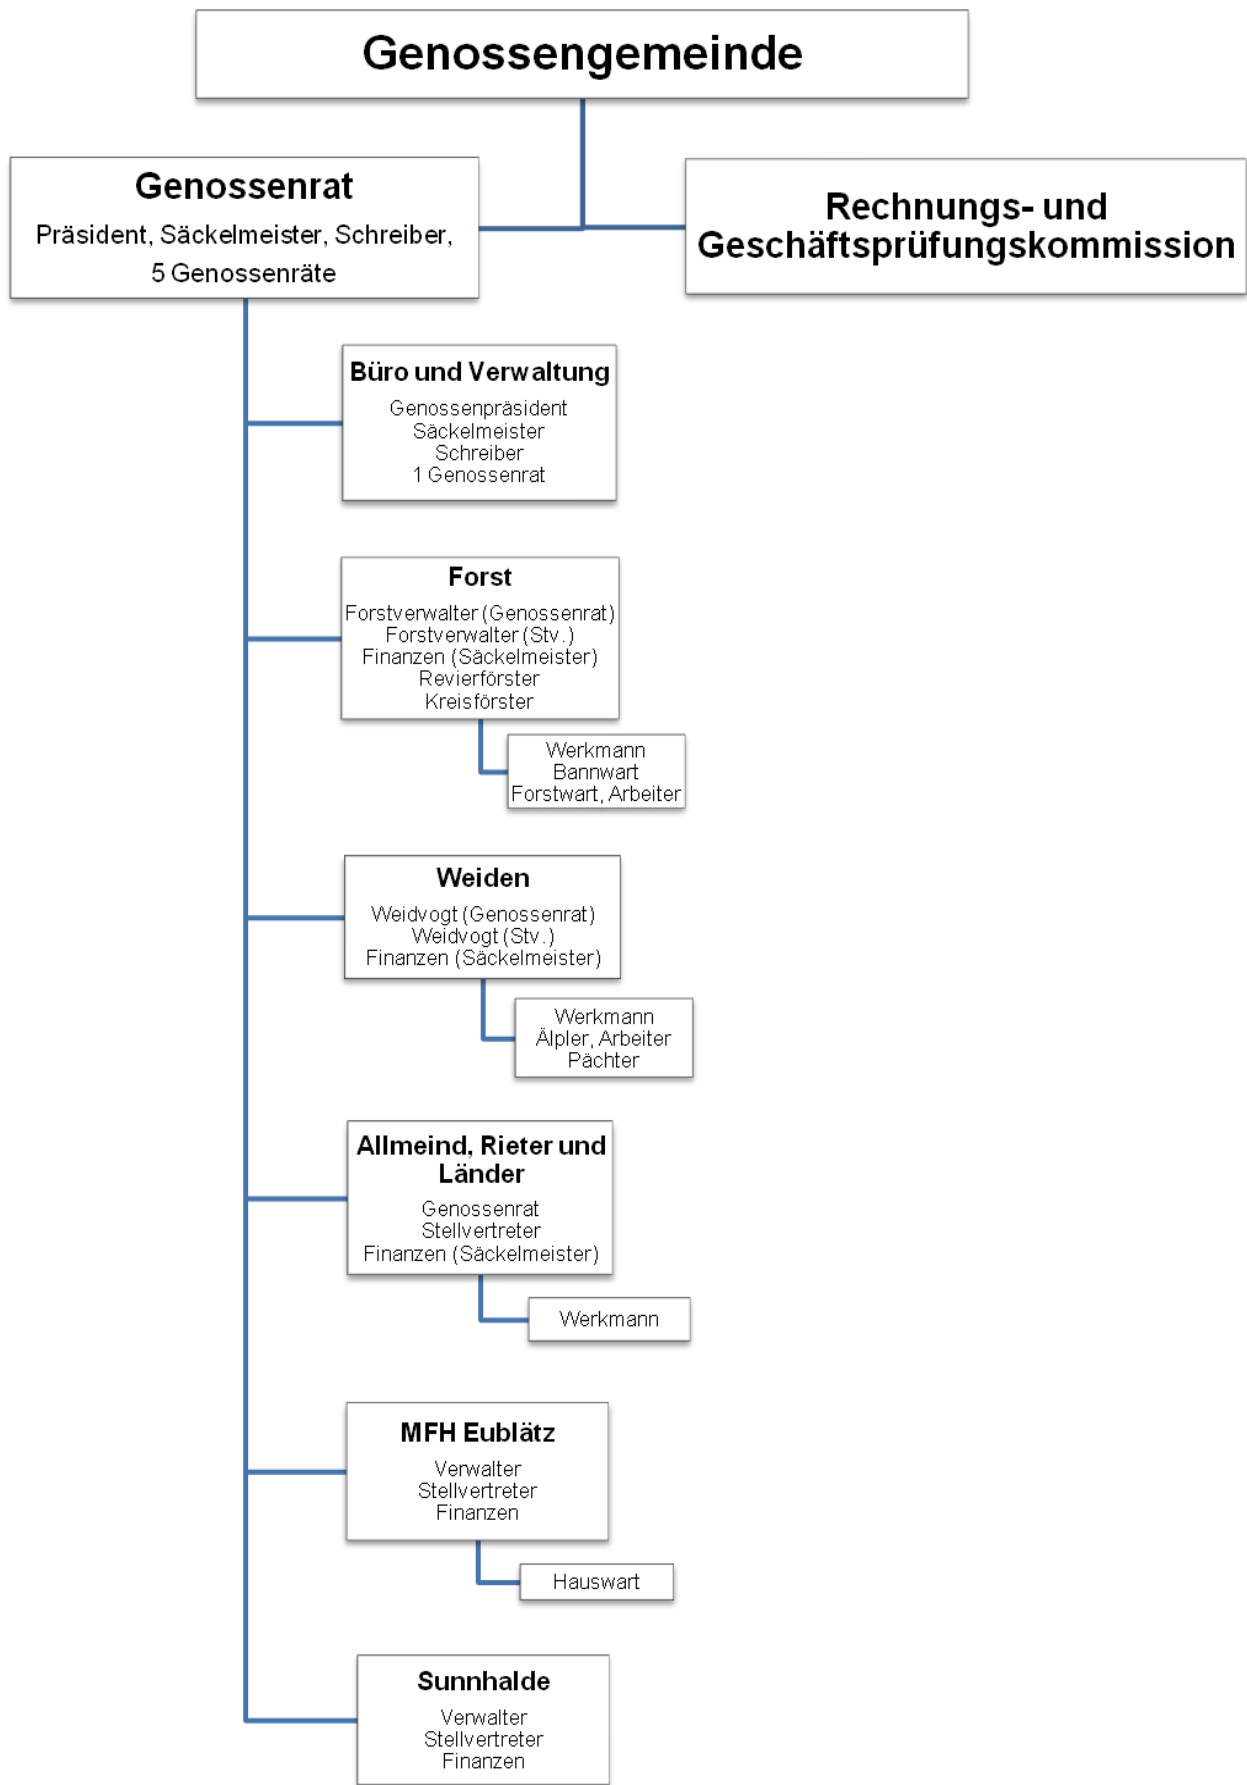 Genossengemeinde
Genossenrat
Präsident, Säckelmeister, Schreiber,
5 Genossenräte
Rechnungs- und
Geschäftsprüfungskommission
Büro und Verwaltung
Genossenpräsident
Säckelmeister
Schreiber
1 Genossenrat
Forst
Forstverwalter (Genossenrat)
Forstverwalter (Stv.)
Finanzen (Säckelmeister)
Revierförster
Kreisförster
Werkmann
Bannwart
Forstwart, Arbeiter
Weiden
Weidvogt (Genossenrat)
Weidvogt (Stv.)
Finanzen (Säckelmeister)
Werkmann
Älpler, Arbeiter
Pächter
Allmeind, Rieter und
Länder
Genossenrat
Stellvertreter
Finanzen (Säckelmeister)
Werkmann
MFH Eublätz
Verwalter
Stellvertreter
Finanzen
Hauswart
Sunnhalde
Verwalter
Stellvertreter
Finanzen